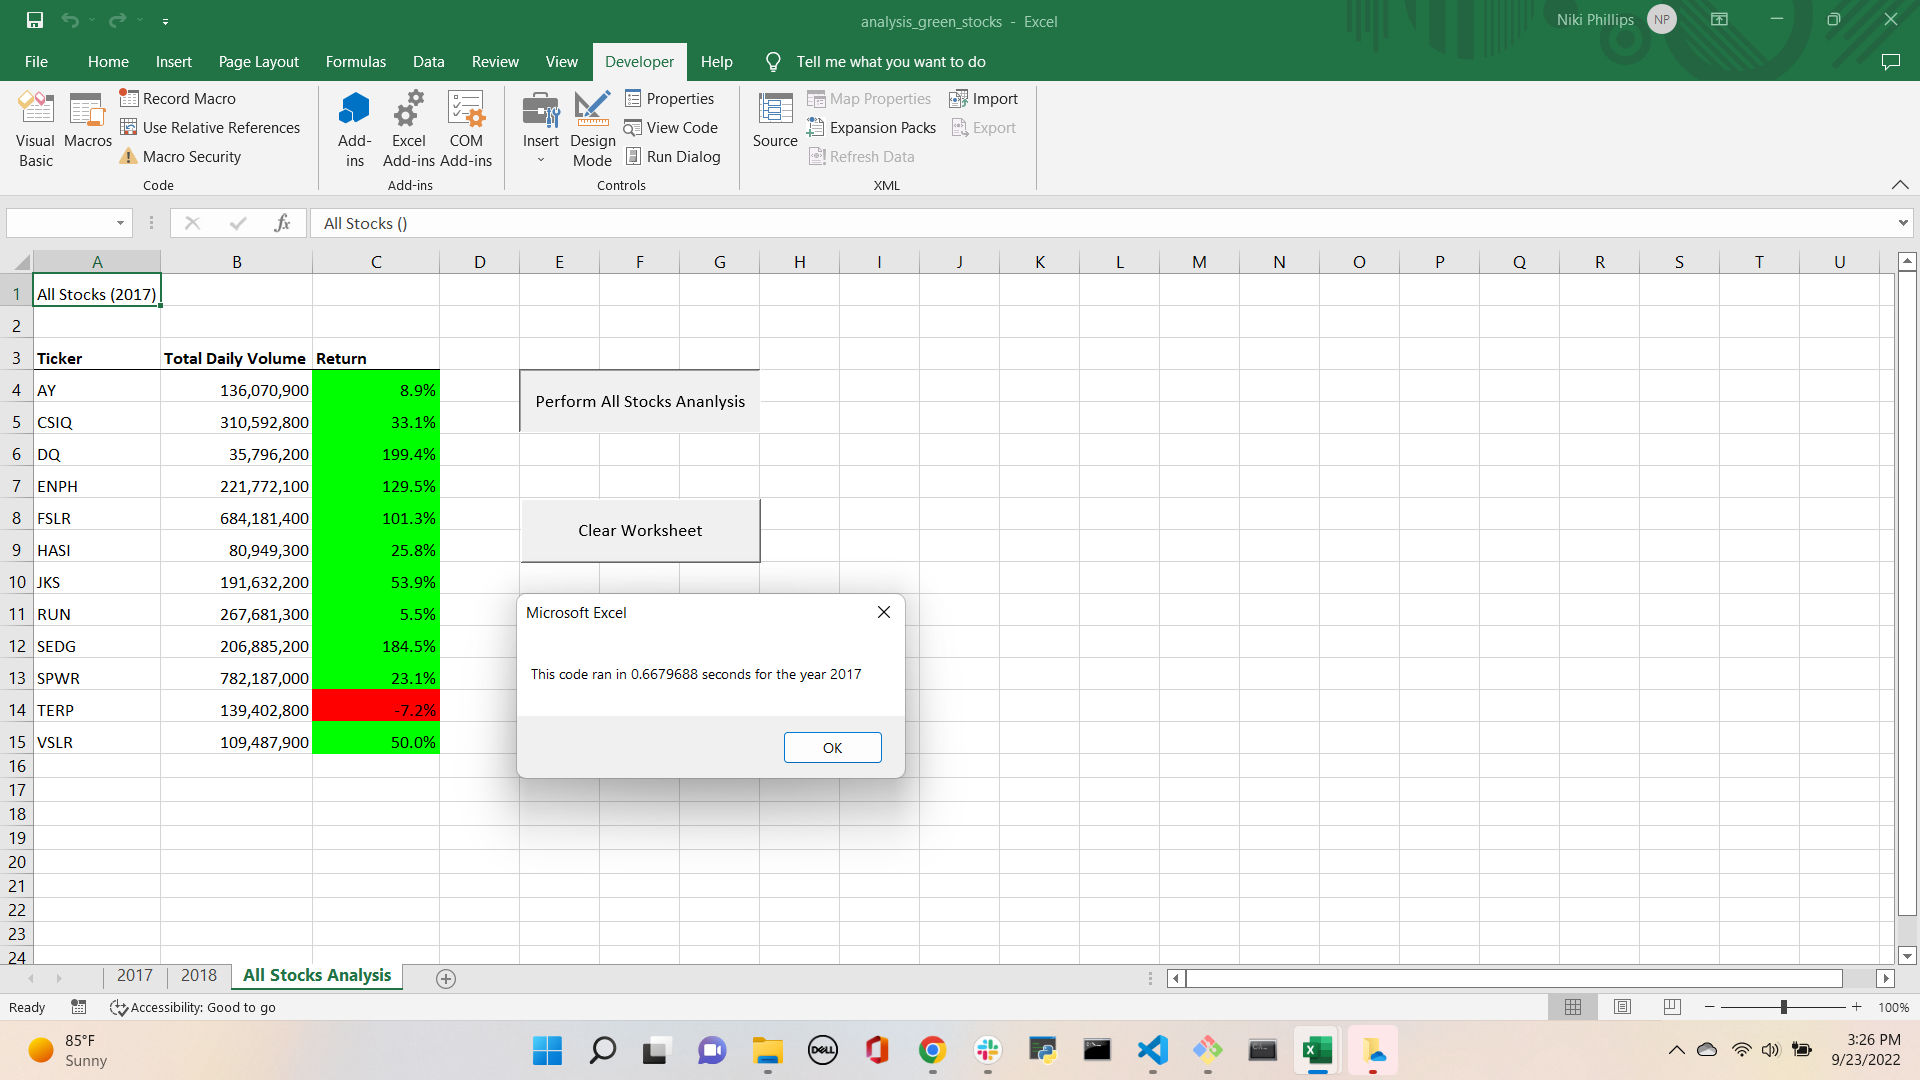 analysis_green_stocks - Excel
Niki Phillips NP
File Home Insert Page Layout Formulas Data Review View Developer Help Tell me what you want to do
Visual Basic
Macros
Record Macro
Use Relative References
Macro Security
Code
Add-ins
Excel Add-ins
COM Add-ins
Add-ins
Insert
Design Mode
Properties
View Code
Run Dialog
Controls
Source
Map Properties
Expansion Packs
Refresh Data
Import
Export
XML
fx All Stocks ()
A B C D E F G H I J K L M N O P Q R S T U
1 All Stocks (2017)
2
3 Ticker Total Daily Volume Return
4 AY 136,070,900 8.9%
5 CSIQ 310,592,800 33.1%
6 DQ 35,796,200 199.4%
7 ENPH 221,772,100 129.5%
8 FSLR 684,181,400 101.3%
9 HASI 80,949,300 25.8%
10 JKS 191,632,200 53.9%
11 RUN 267,681,300 5.5%
12 SEDG 206,885,200 184.5%
13 SPWR 782,187,000 23.1%
14 TERP 139,402,800 -7.2%
15 VSLR 109,487,900 50.0%
16
17
18
19
20
21
22
23
24
Perform All Stocks Ananlysis
Clear Worksheet
Microsoft Excel
This code ran in 0.6679688 seconds for the year 2017
OK
2017 2018 All Stocks Analysis
Ready Accessibility: Good to go 100%
85°F
Sunny
DELL
3:26 PM
9/23/2022